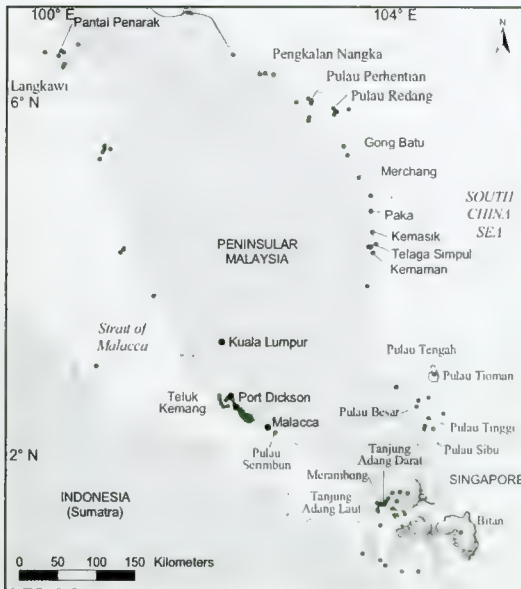 100° E
104° E
N
Pantai Penarak
Langkawi
6° N
Pengkalan Nangka
Pulau Perhentian
Pulau Redang
Gong Batu
Merchang
SOUTH
CHINA
SEA
Paka
Kemasik
Telaga Simpul
Kemaman
PENINSULAR
MALAYSIA
Strait of
Malacca
Kuala Lumpur
Pulau Tengah
Pulau Tioman
Teluk
Kemang
Port Dickson
Pulau Besar
Pulau Tinggi
Malacca
Pulau
Serimbun
Pulau Sibu
Tanjung
Adang Darat
2° N
Merambong
SINGAPORE
Tanjung
Adang Laut
INDONESIA
(Sumatra)
Bitan
0 50 100 150 Kilometers